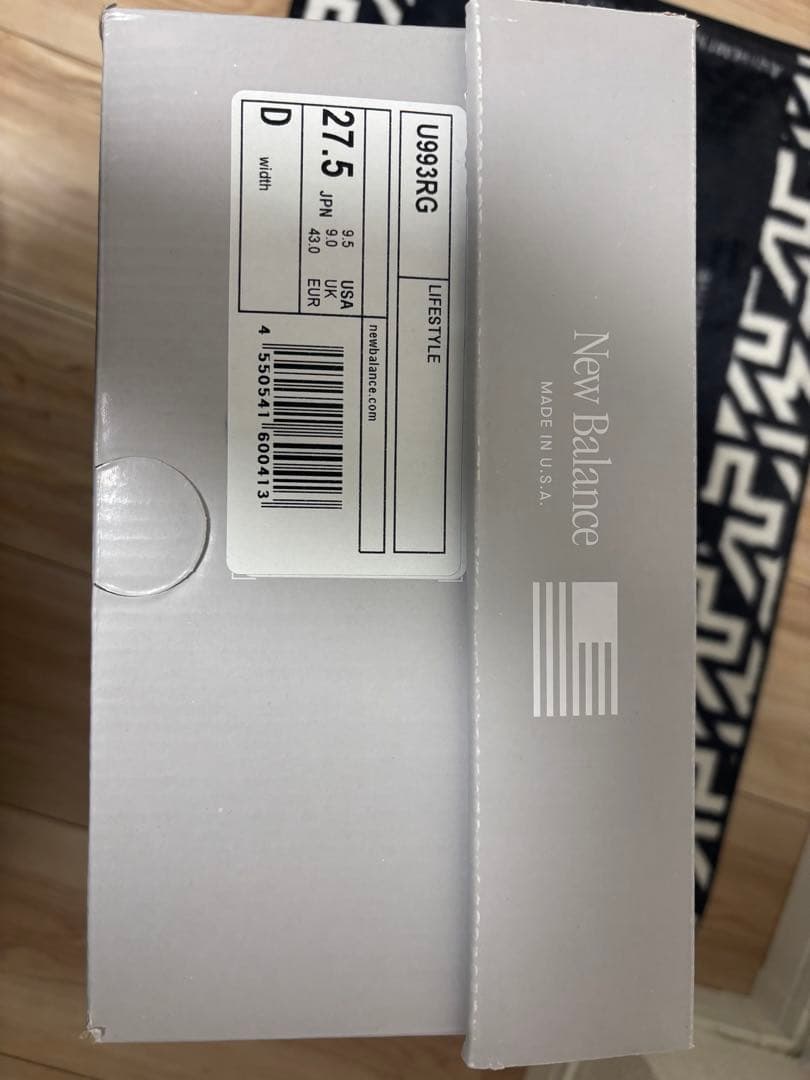 New Balance
MADE IN U.S.A.
U993RG
LIFESTYLE
newbalance.com
27.5 JPN
9.5 USA
9.0 UK
43.0 EUR
D width
4 550541 600413